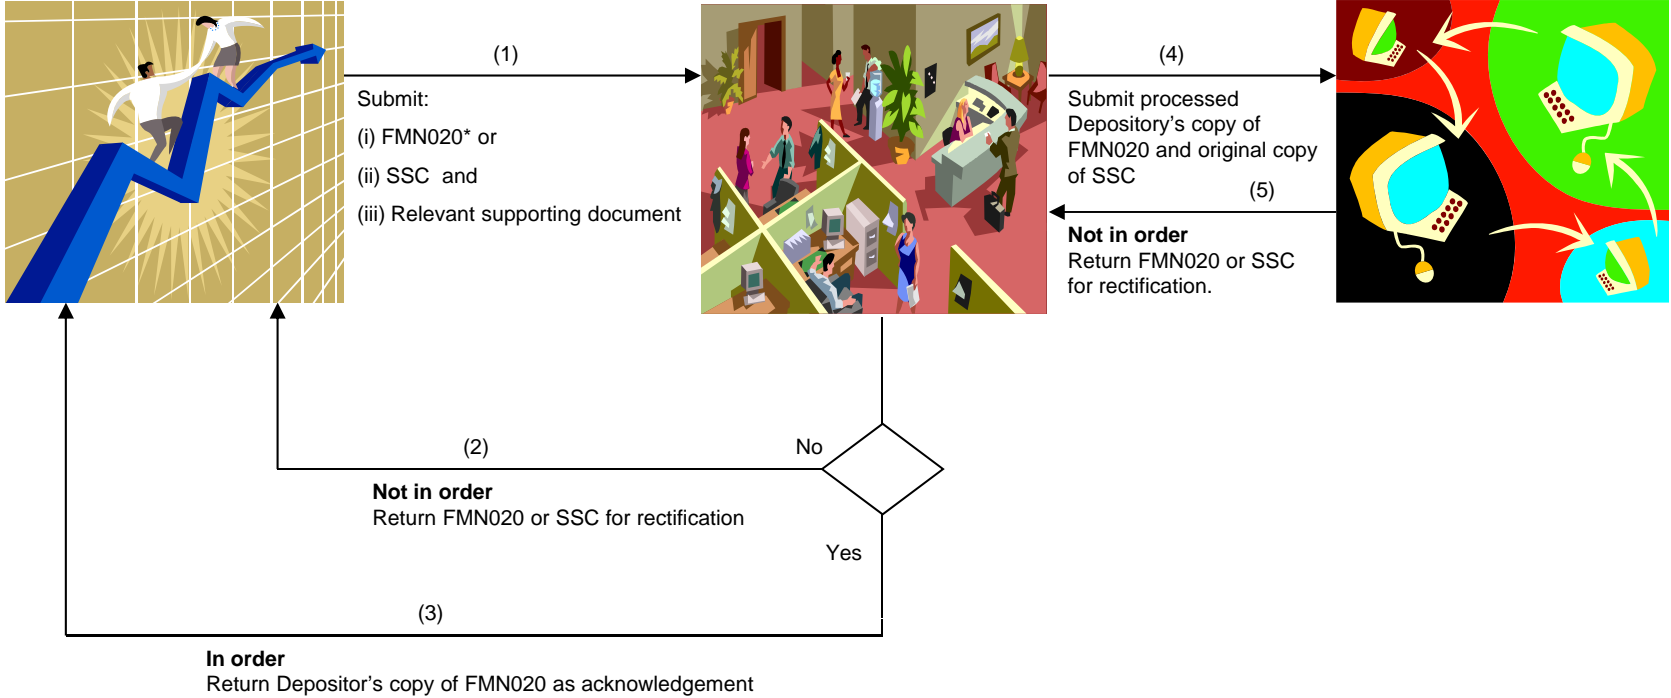 (1)
Submit:
(i) FMN020* or
(ii) SSC and
(iii) Relevant supporting document
(4)
Submit processed
Depository’s copy of
FMN020 and original copy
of SSC
(5)
Not in order
Return FMN020 or SSC
for rectification.
(2)
No
Not in order
Return FMN020 or SSC for rectification
Yes
(3)
In order
Return Depositor’s copy of FMN020 as acknowledgement